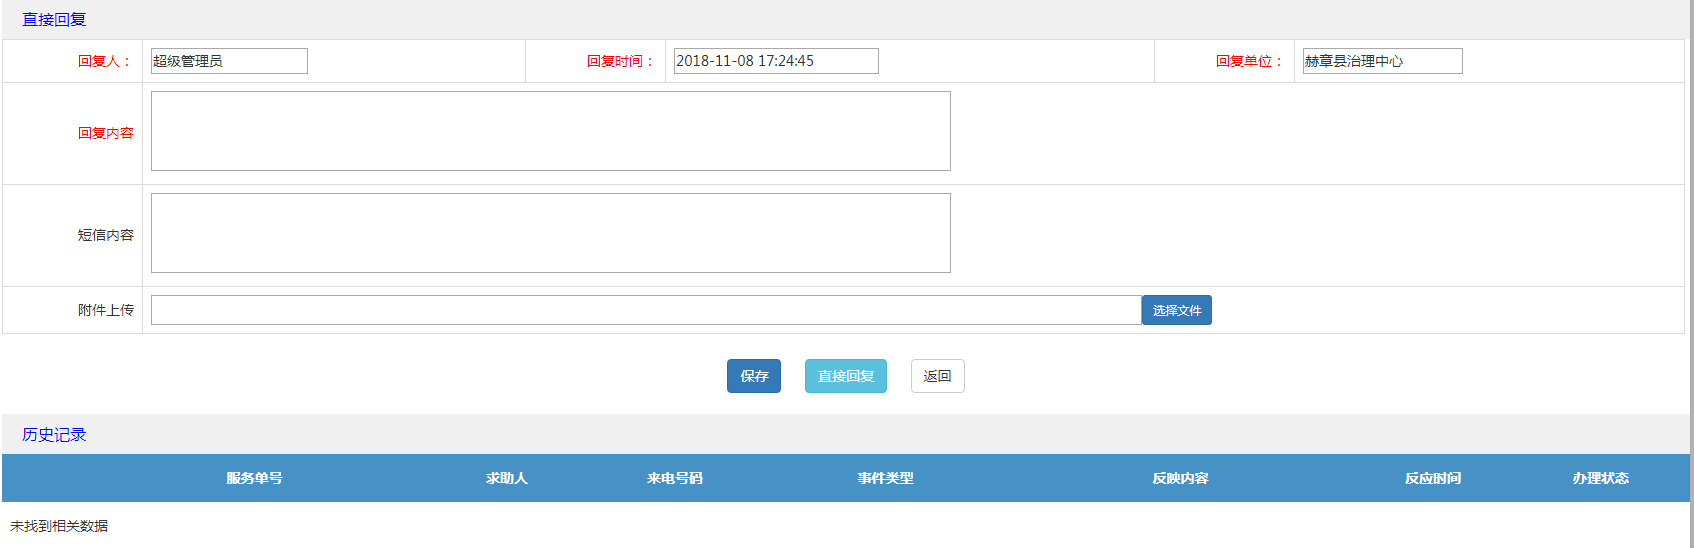 直接回复
回复人： 超级管理员 回复时间： 2018-11-08 17:24:45 回复单位： 赫章县治理中心
回复内容
短信内容
附件上传 选择文件
保存 直接回复 返回
历史记录
服务单号 求助人 来电号码 事件类型 反映内容 反应时间 办理状态
未找到相关数据